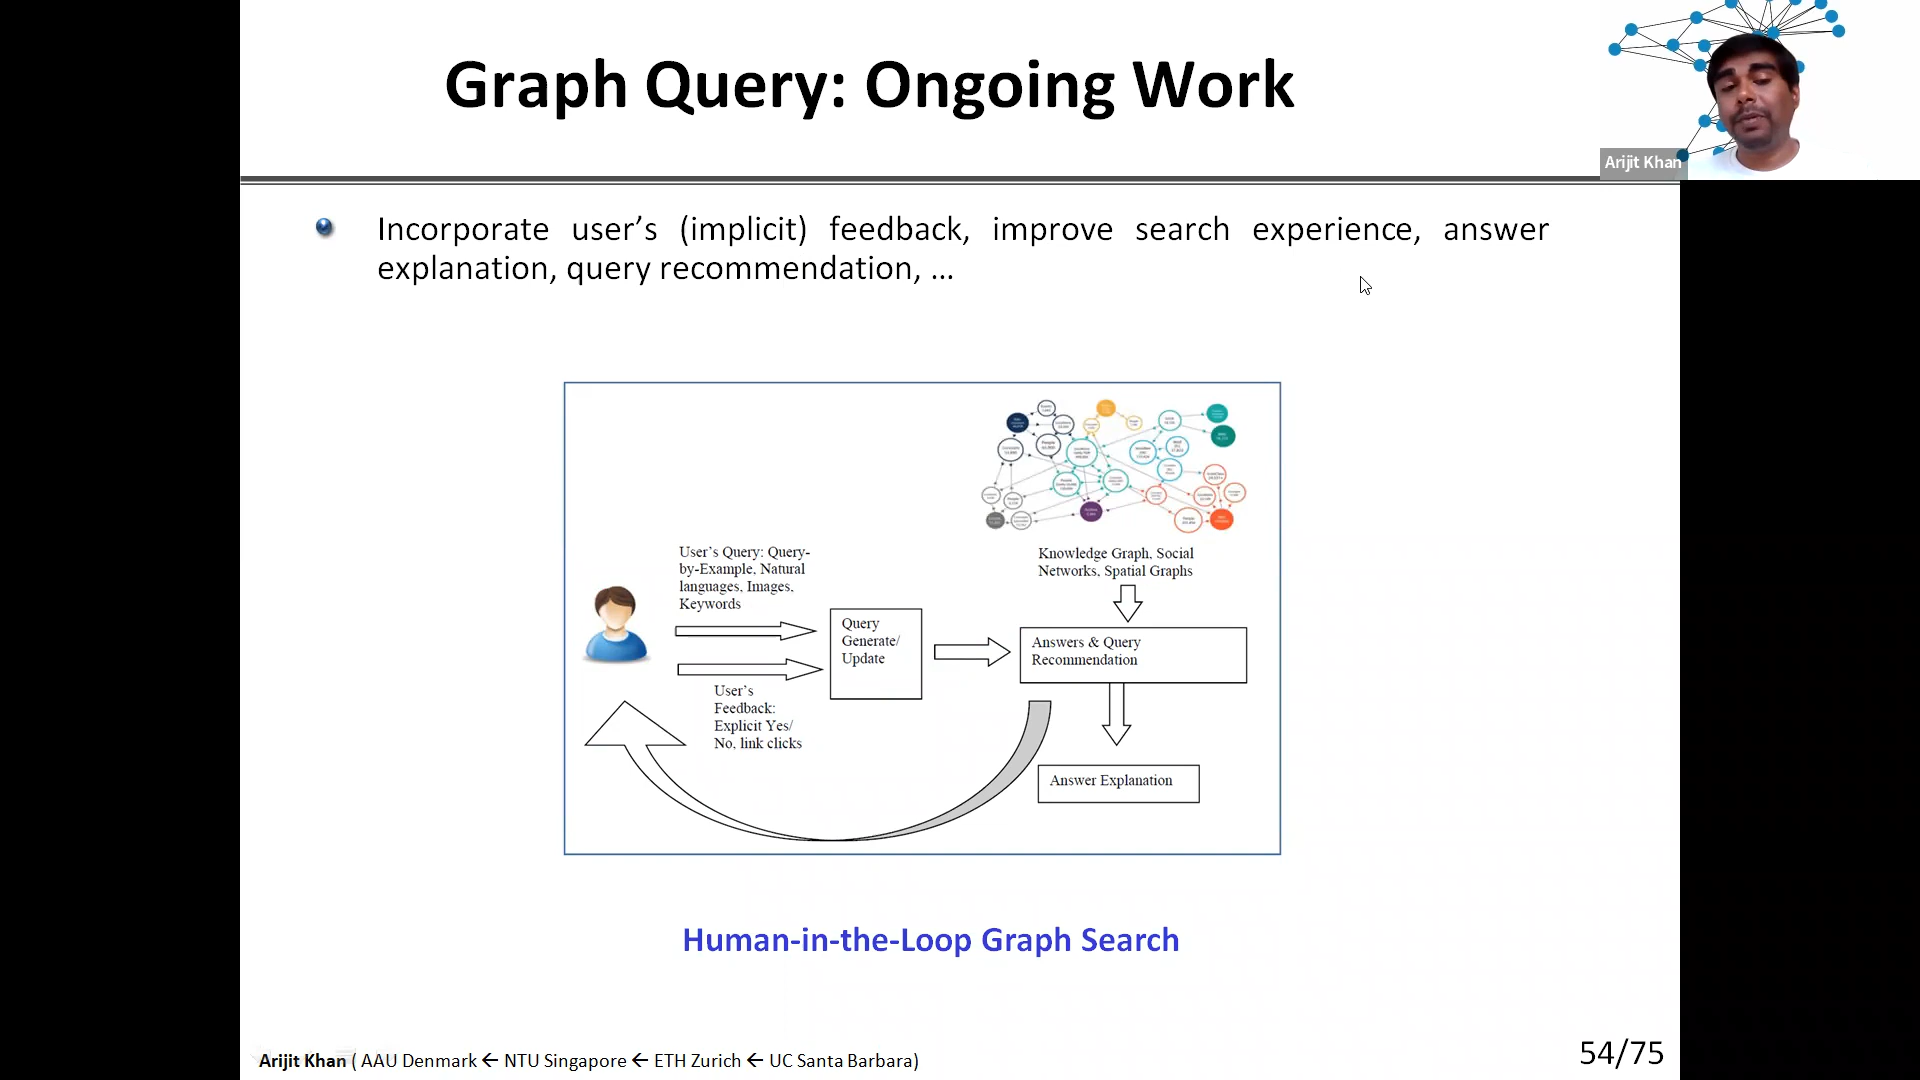 Graph Query: Ongoing Work
Arijit Khan
Incorporate user’s (implicit) feedback, improve search experience, answer
explanation, query recommendation, ...
User’s Query: Query-
by-Example, Natural
languages, Images,
Keywords
Knowledge Graph, Social
Networks, Spatial Graphs
Query
Generate/
Update
Answers & Query
Recommendation
User’s
Feedback:
Explicit Yes/
No, link clicks
Answer Explanation
Human-in-the-Loop Graph Search
Arijit Khan ( AAU Denmark ← NTU Singapore ← ETH Zurich ← UC Santa Barbara)
54/75